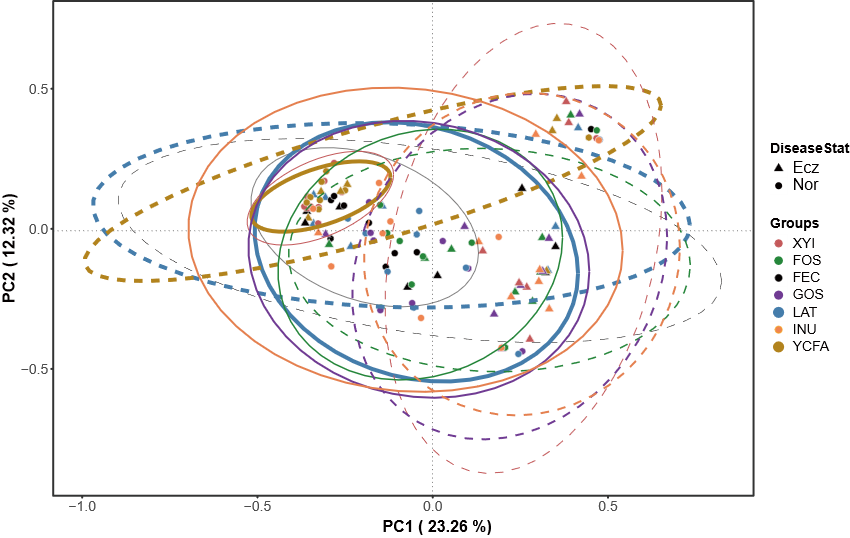 0.5
0.0
−0.5
−1.0
−0.5
0.0
0.5
PC1 ( 23.26 %)
PC2 ( 12.32 %)
DiseaseStat
Ecz
Nor
Groups
XYI
FOS
FEC
GOS
LAT
INU
YCFA